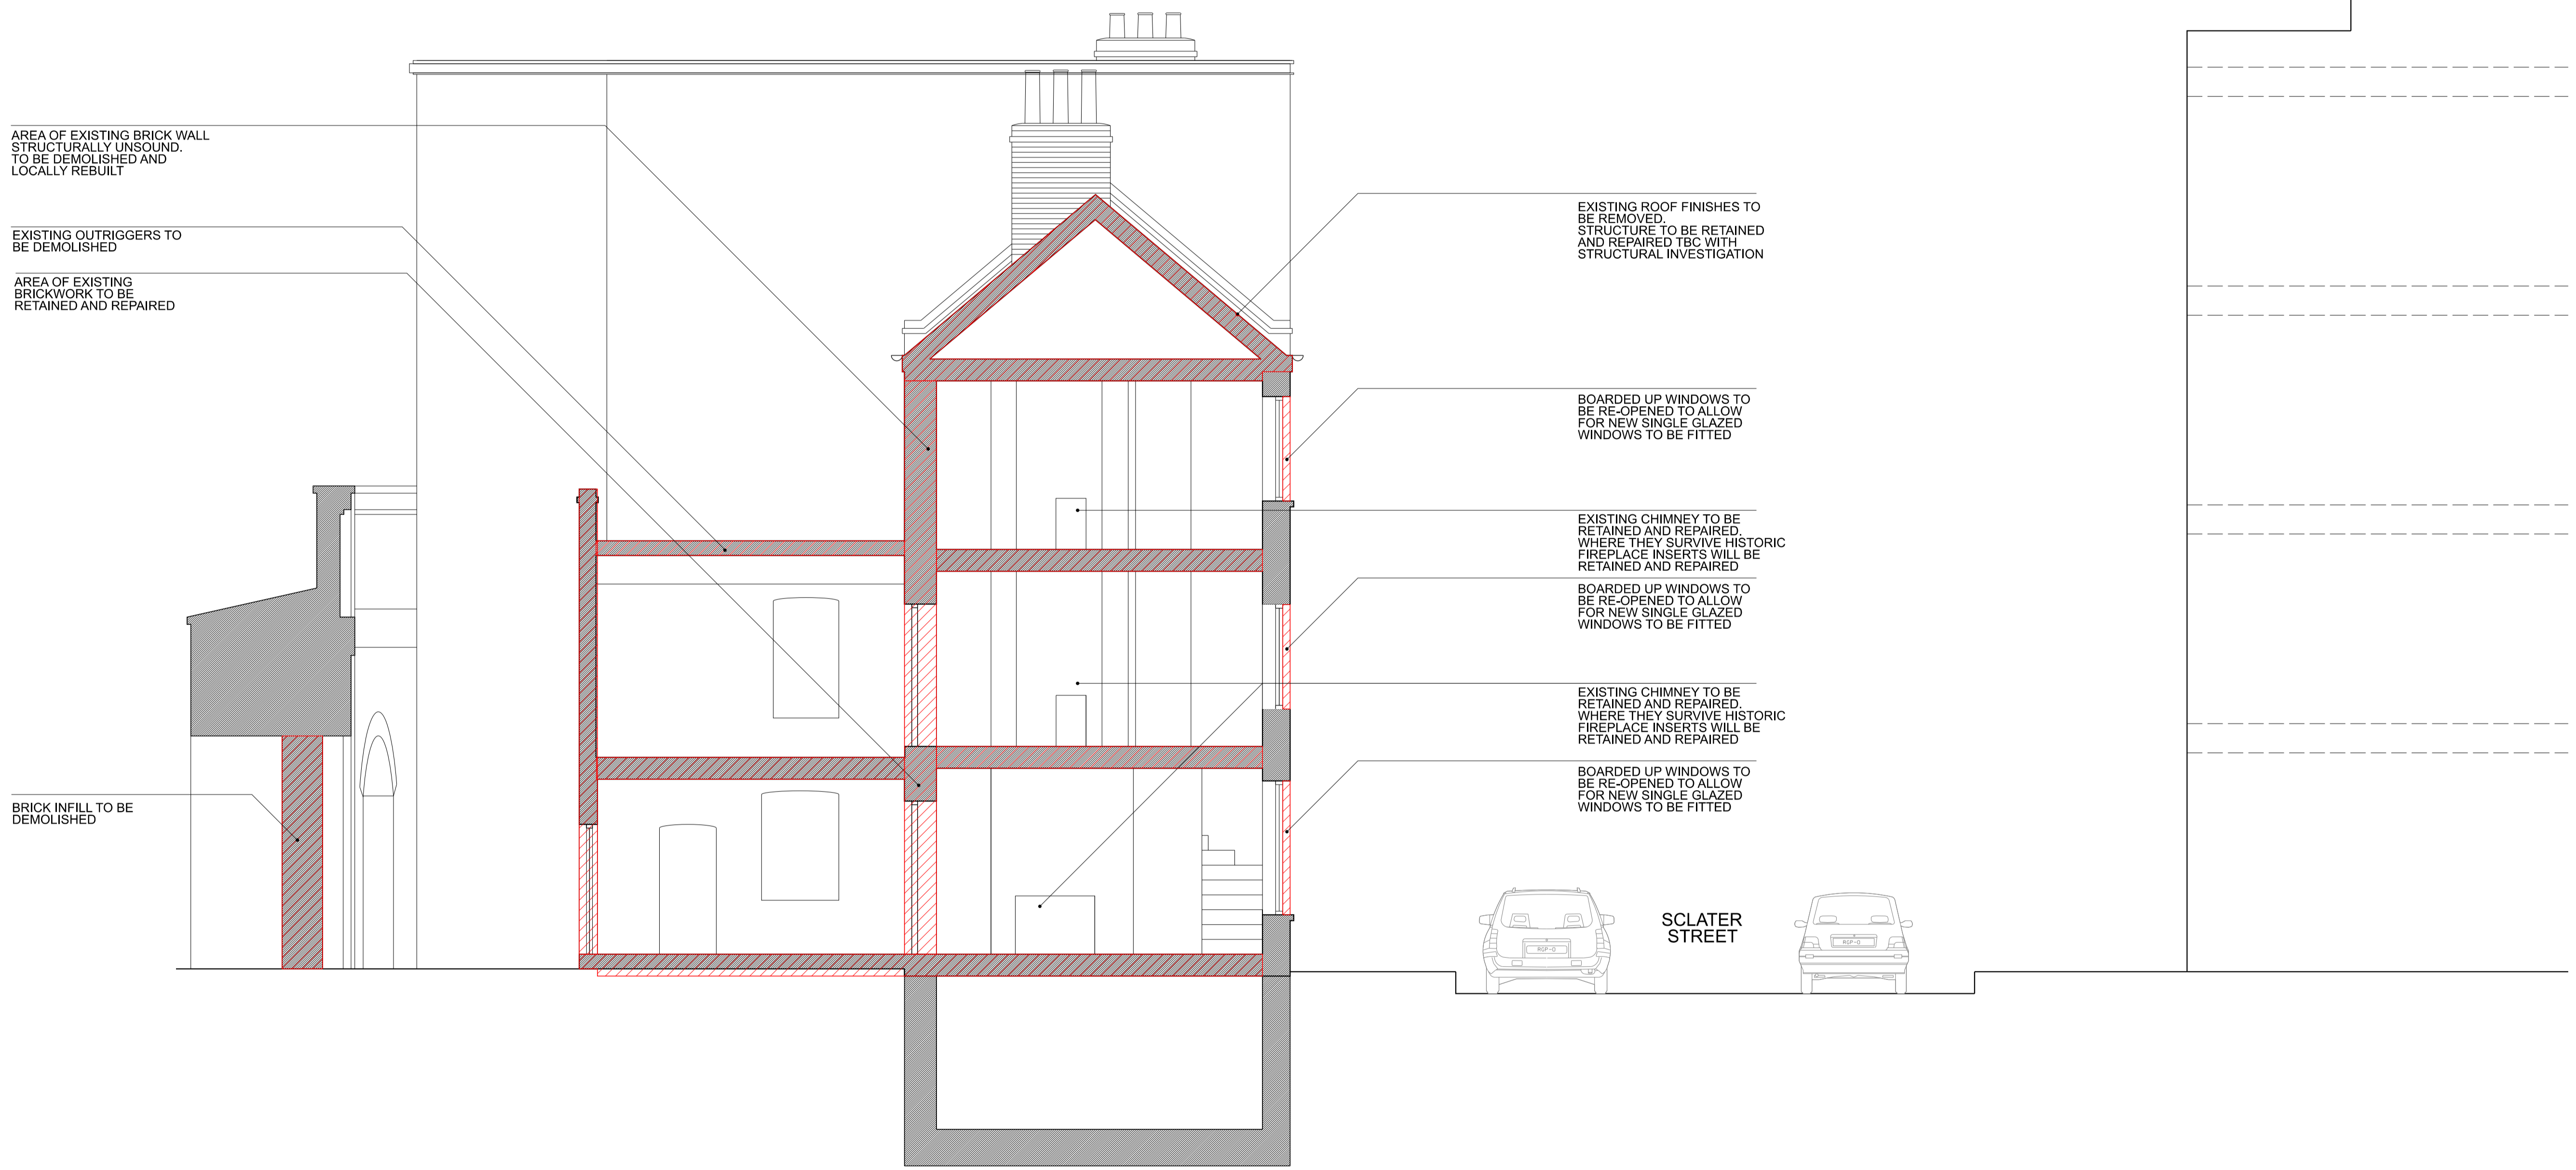 AREA OF EXISTING BRICK WALL
STRUCTURALLY UNSOUND.
TO BE DEMOLISHED AND
LOCALLY REBUILT
EXISTING OUTRIGGERS TO
BE DEMOLISHED
AREA OF EXISTING
BRICKWORK TO BE
RETAINED AND REPAIRED
BRICK INFILL TO BE
DEMOLISHED
EXISTING ROOF FINISHES TO
BE REMOVED.
STRUCTURE TO BE RETAINED
AND REPAIRED TBC WITH
STRUCTURAL INVESTIGATION
BOARDED UP WINDOWS TO
BE RE-OPENED TO ALLOW
FOR NEW SINGLE GLAZED
WINDOWS TO BE FITTED
EXISTING CHIMNEY TO BE
RETAINED AND REPAIRED.
WHERE THEY SURVIVE HISTORIC
FIREPLACE INSERTS WILL BE
RETAINED AND REPAIRED
BOARDED UP WINDOWS TO
BE RE-OPENED TO ALLOW
FOR NEW SINGLE GLAZED
WINDOWS TO BE FITTED
EXISTING CHIMNEY TO BE
RETAINED AND REPAIRED.
WHERE THEY SURVIVE HISTORIC
FIREPLACE INSERTS WILL BE
RETAINED AND REPAIRED
BOARDED UP WINDOWS TO
BE RE-OPENED TO ALLOW
FOR NEW SINGLE GLAZED
WINDOWS TO BE FITTED
SCLATER
STREET